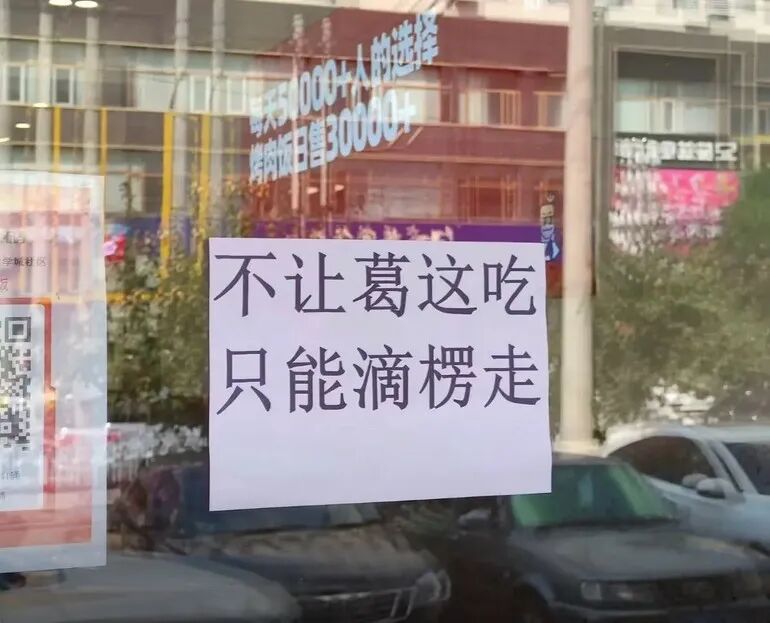 每天50000+人的选择
烤肉饭日售30000+
不让葛这吃
只能滴楞走